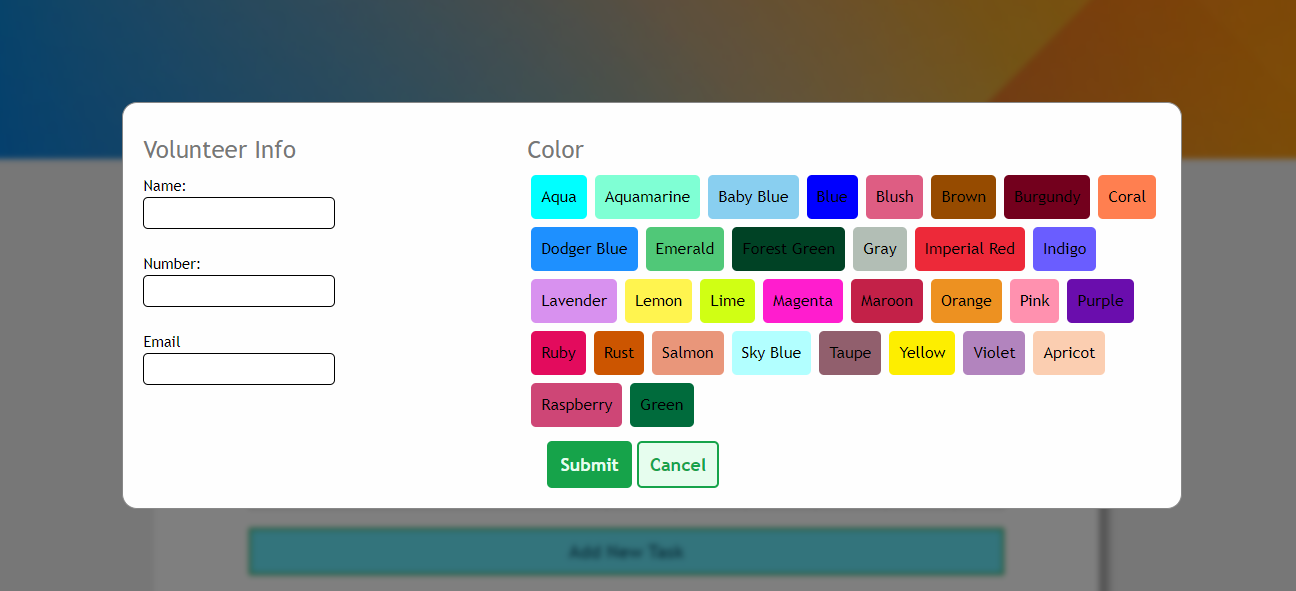 Volunteer Info
Name:
Number:
Email
Color
Aqua Aquamarine Baby Blue Blue Blush Brown Burgundy Coral
Dodger Blue Emerald Forest Green Gray Imperial Red Indigo
Lavender Lemon Lime Magenta Maroon Orange Pink Purple
Ruby Rust Salmon Sky Blue Taupe Yellow Violet Apricot
Raspberry Green
Submit Cancel
Add New Task